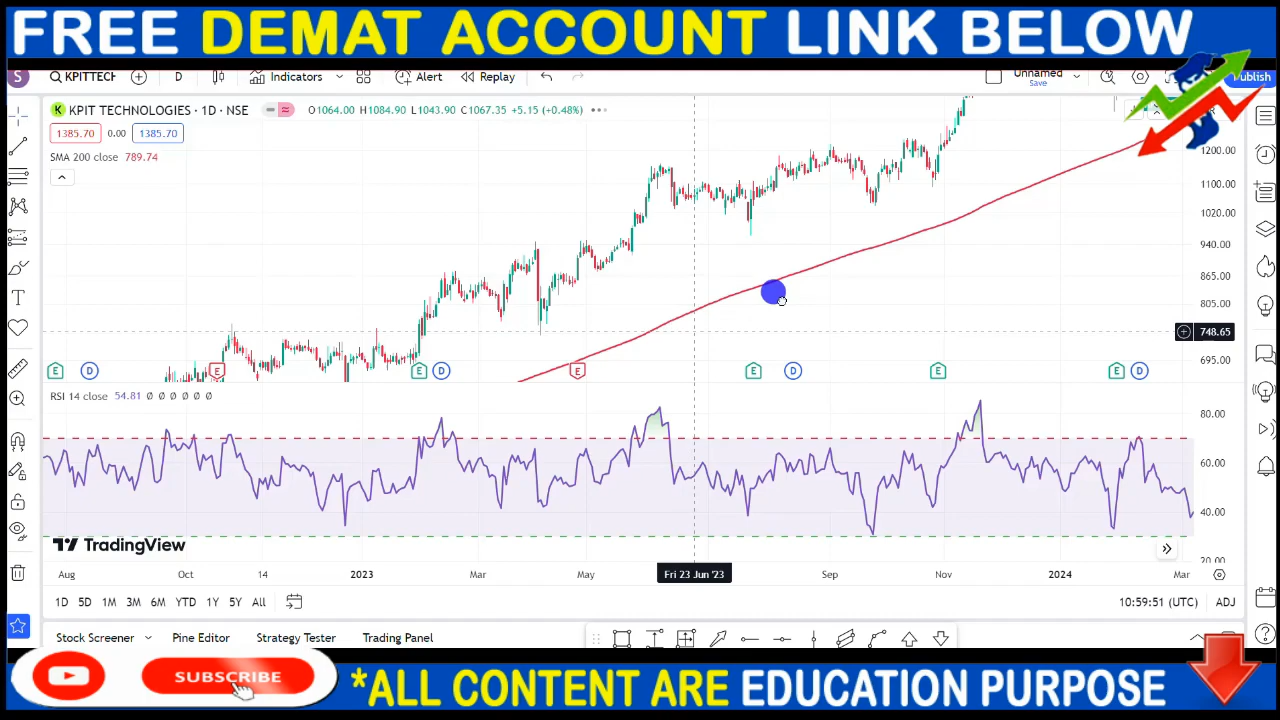 FREE DEMAT ACCOUNT LINK BELOW
S KPITTECH D Indicators Alert Replay Unnamed Save Publish
K KPIT TECHNOLOGIES · 1D · NSE O1064.00 H1084.90 L1043.90 C1067.35 +5.15 (+0.48%)
1385.70 0.00 1385.70
SMA 200 close 789.74
1200.00
1100.00
1020.00
940.00
865.00
805.00
748.65
695.00
E D E E D E E D E E D
RSI 14 close 54.81 Ø Ø Ø Ø Ø Ø
80.00
60.00
40.00
20.00
TradingView
Aug Oct 14 2023 Mar May Fri 23 Jun '23 Sep Nov 2024 Mar
1D 5D 1M 3M 6M YTD 1Y 5Y All 10:59:51 (UTC) ADJ
Stock Screener Pine Editor Strategy Tester Trading Panel
SUBSCRIBE
*ALL CONTENT ARE EDUCATION PURPOSE